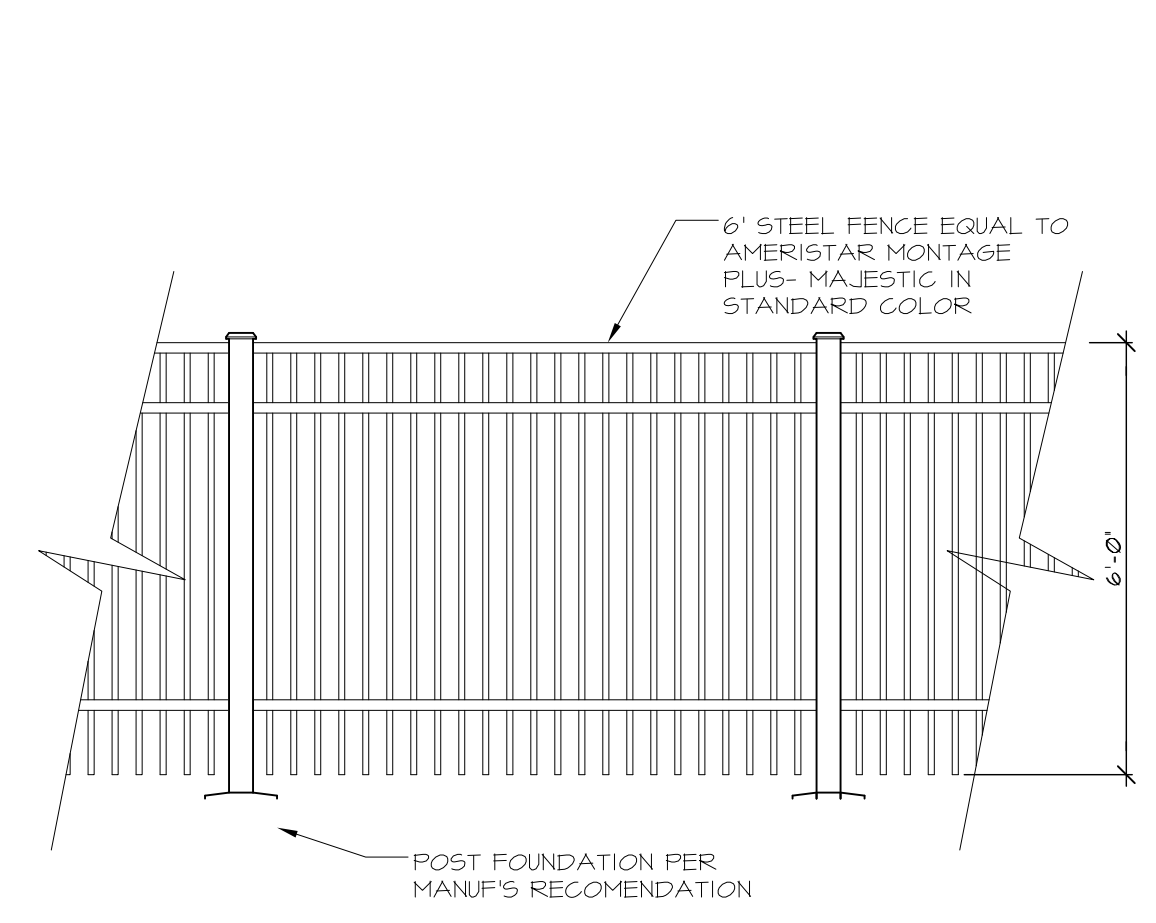 6' STEEL FENCE EQUAL TO
AMERISTAR MONTAGE
PLUS- MAJESTIC IN
STANDARD COLOR
6'-0"
POST FOUNDATION PER
MANUF'S RECOMENDATION